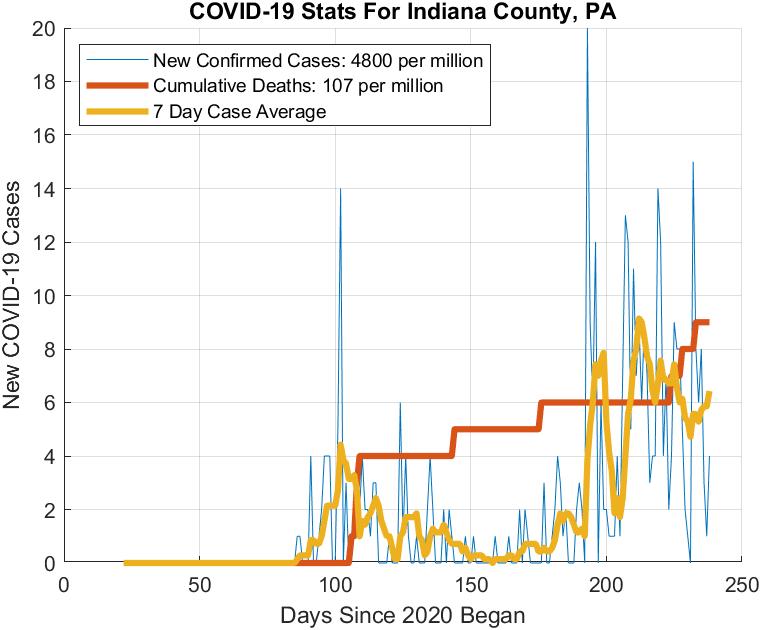 COVID-19 Stats For Indiana County, PA
New Confirmed Cases: 4800 per million
Cumulative Deaths: 107 per million
7 Day Case Average
New COVID-19 Cases
20
18
16
14
12
10
8
6
4
2
0
0 50 100 150 200 250
Days Since 2020 Began